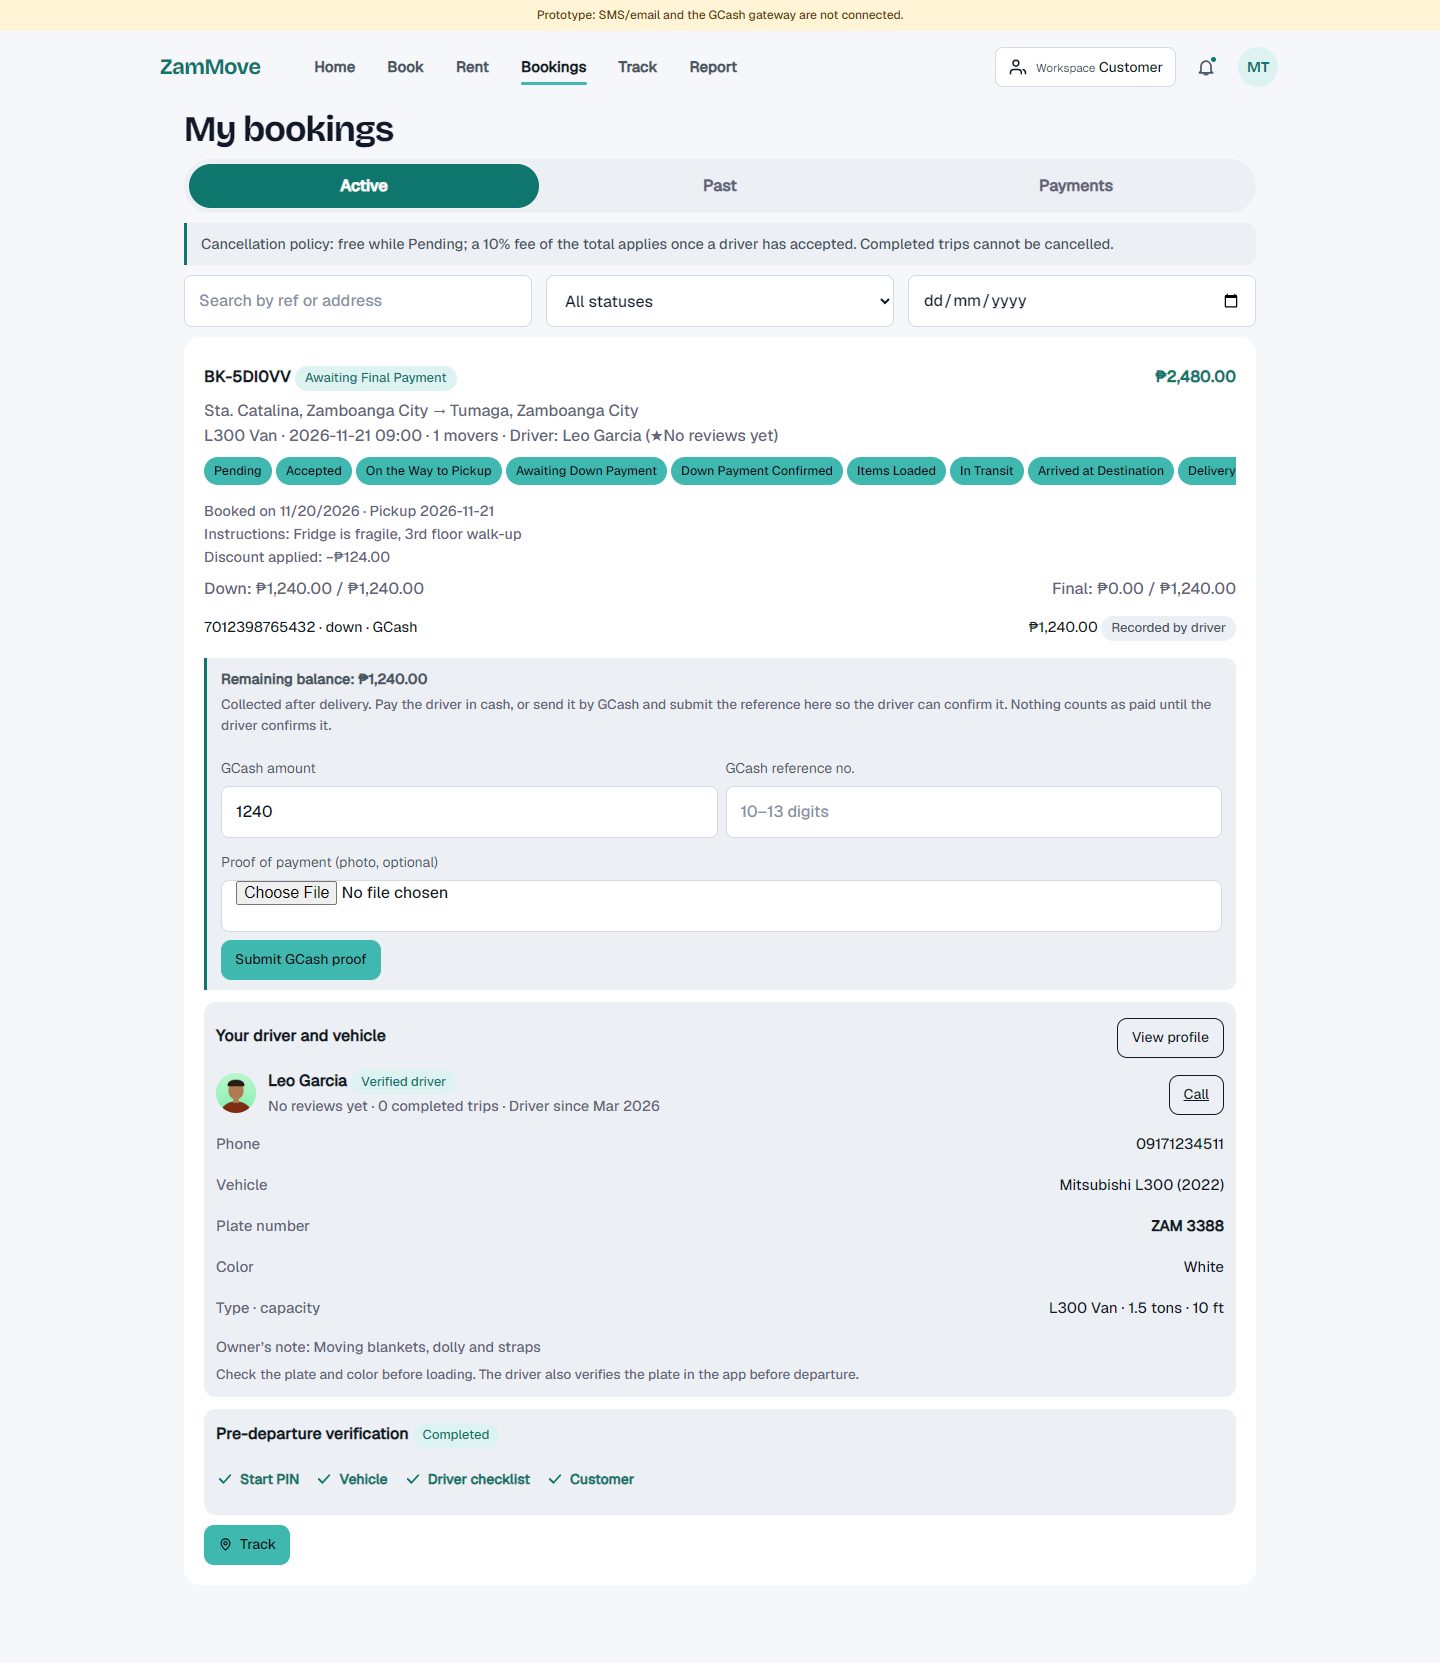 Prototype: SMS/email and the GCash gateway are not connected.
ZamMove
Home
Book
Rent
Bookings
Track
Report
Workspace Customer
MT
My bookings
Active
Past
Payments
Cancellation policy: free while Pending; a 10% fee of the total applies once a driver has accepted. Completed trips cannot be cancelled.
Search by ref or address
All statuses
dd/mm/yyyy
BK-5DI0VV Awaiting Final Payment ₱2,480.00
Sta. Catalina, Zamboanga City → Tumaga, Zamboanga City
L300 Van · 2026-11-21 09:00 · 1 movers · Driver: Leo Garcia (★No reviews yet)
Pending Accepted On the Way to Pickup Awaiting Down Payment Down Payment Confirmed Items Loaded In Transit Arrived at Destination Delivery
Booked on 11/20/2026 · Pickup 2026-11-21
Instructions: Fridge is fragile, 3rd floor walk-up
Discount applied: −₱124.00
Down: ₱1,240.00 / ₱1,240.00 Final: ₱0.00 / ₱1,240.00
7012398765432 · down · GCash ₱1,240.00 Recorded by driver
Remaining balance: ₱1,240.00
Collected after delivery. Pay the driver in cash, or send it by GCash and submit the reference here so the driver can confirm it. Nothing counts as paid until the
driver confirms it.
GCash amount
GCash reference no.
1240
10–13 digits
Proof of payment (photo, optional)
Choose File No file chosen
Submit GCash proof
Your driver and vehicle
View profile
Leo Garcia Verified driver
No reviews yet · 0 completed trips · Driver since Mar 2026
Call
Phone 09171234511
Vehicle Mitsubishi L300 (2022)
Plate number ZAM 3388
Color White
Type · capacity L300 Van · 1.5 tons · 10 ft
Owner's note: Moving blankets, dolly and straps
Check the plate and color before loading. The driver also verifies the plate in the app before departure.
Pre-departure verification Completed
Start PIN Vehicle Driver checklist Customer
Track